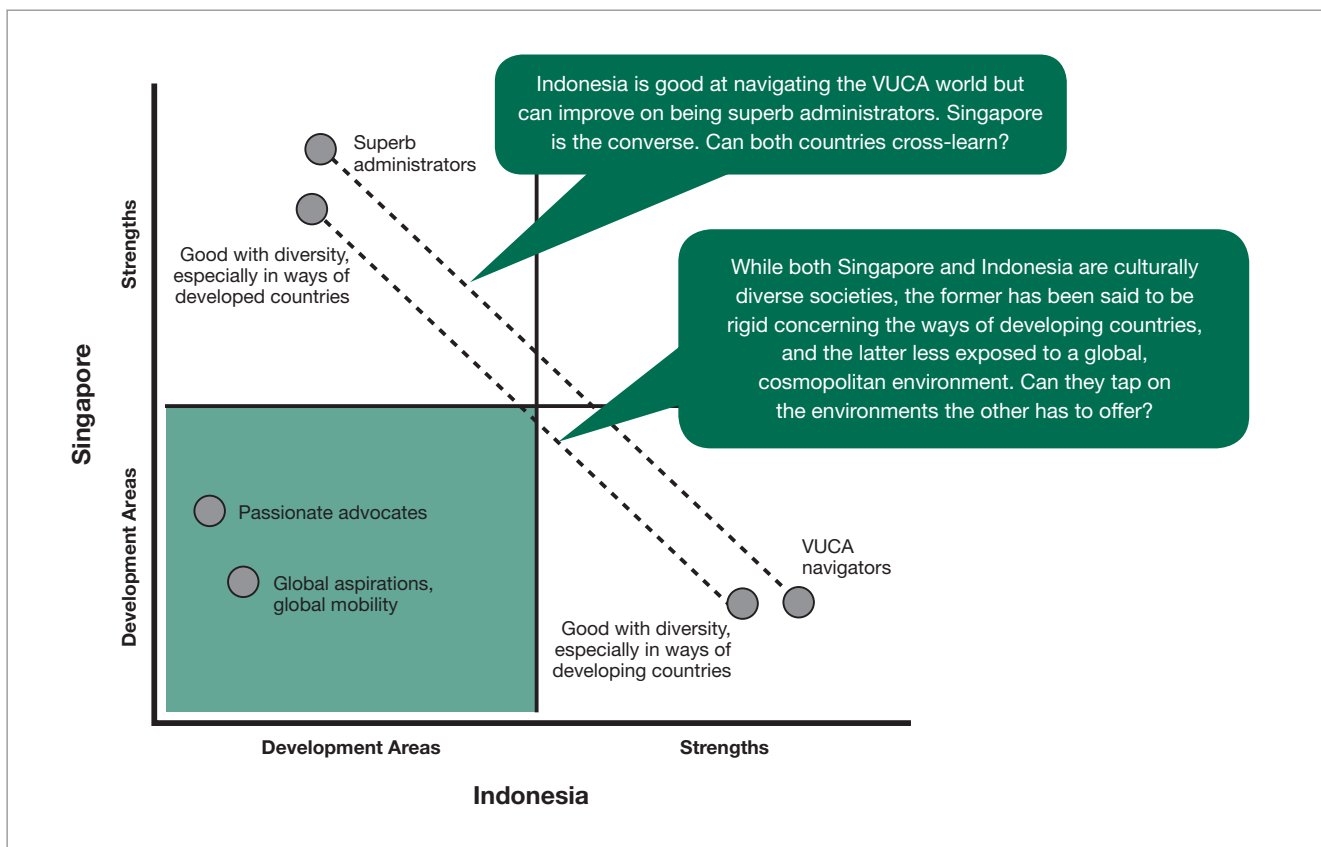 Indonesia is good at navigating the VUCA world but
can improve on being superb administrators. Singapore
is the converse. Can both countries cross-learn?
Superb
administrators
Good with diversity,
especially in ways of
developed countries
While both Singapore and Indonesia are culturally
diverse societies, the former has been said to be
rigid concerning the ways of developing countries,
and the latter less exposed to a global,
cosmopolitan environment. Can they tap on
the environments the other has to offer?
Strengths
Singapore
Development Areas
Passionate advocates
Global aspirations,
global mobility
VUCA
navigators
Good with diversity,
especially in ways of
developing countries
Development Areas
Strengths
Indonesia